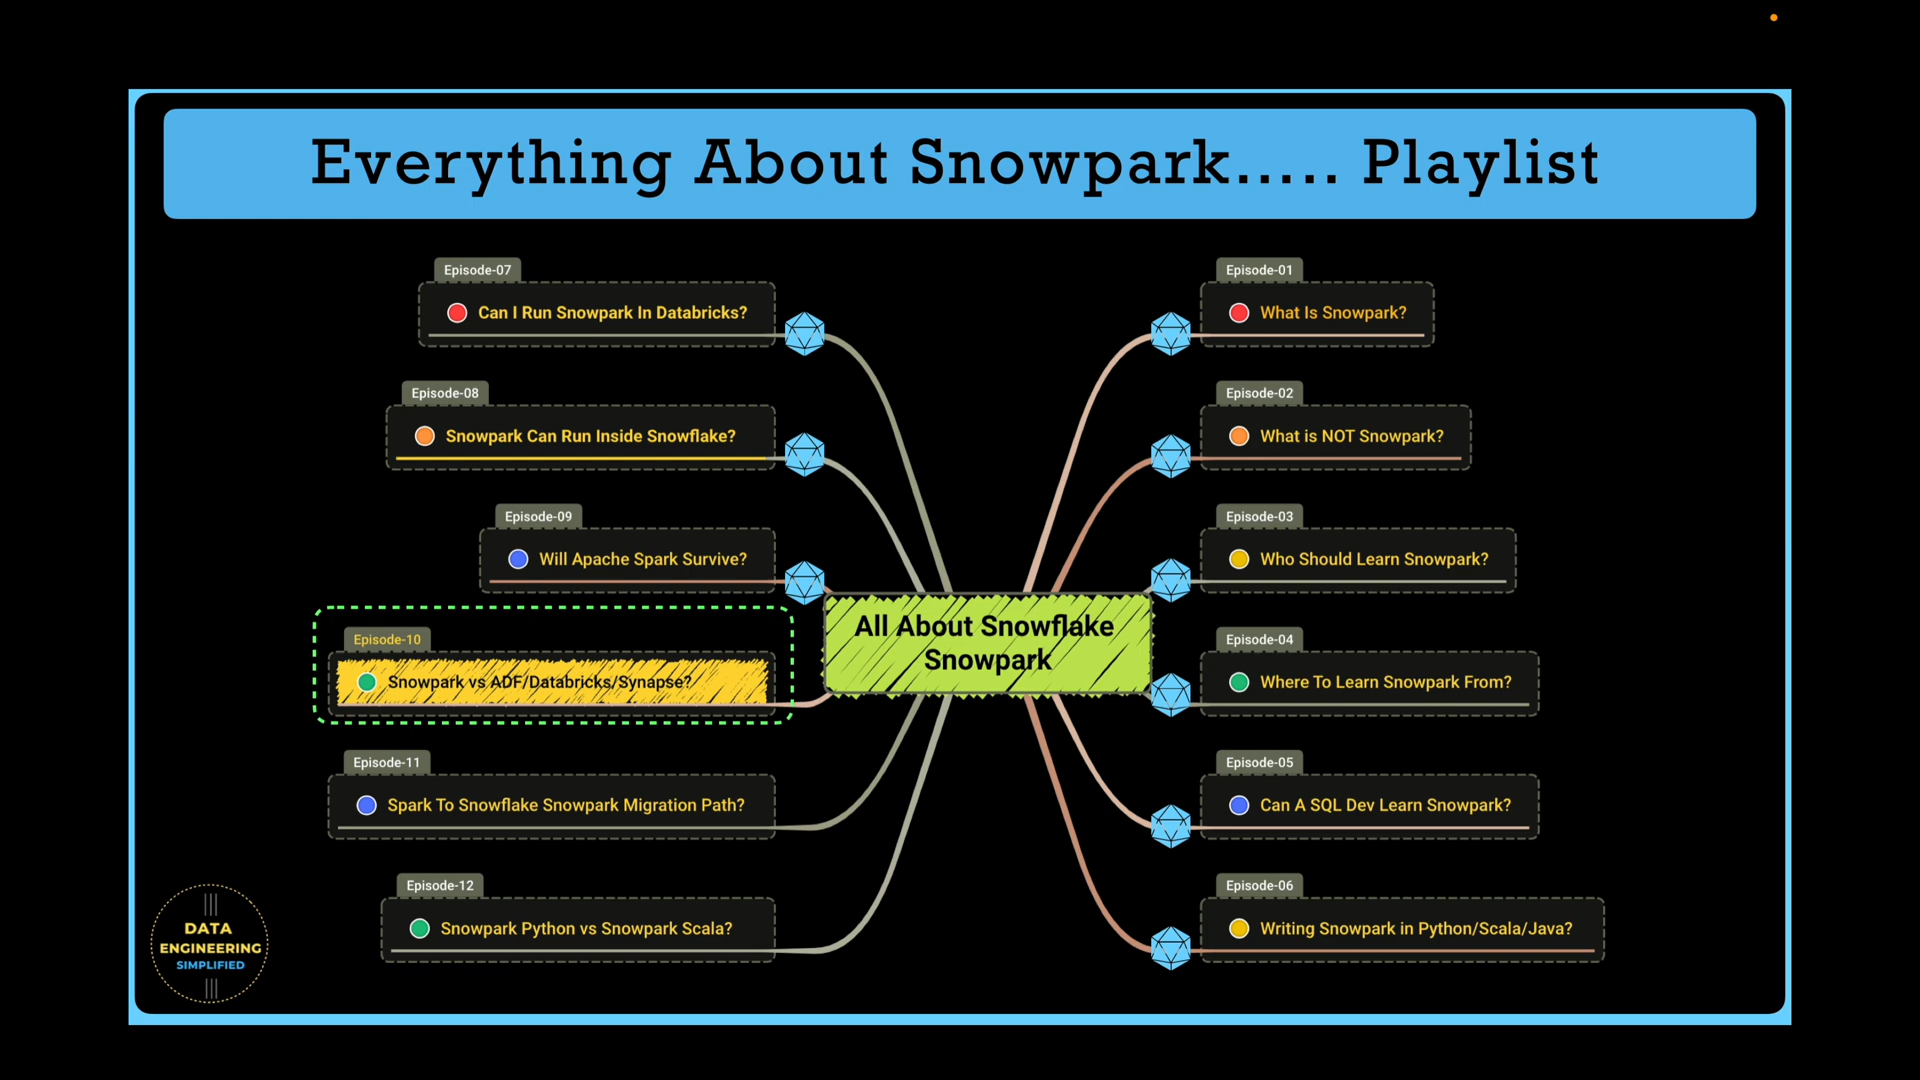 Everything About Snowpark..... Playlist
Episode-07
Can I Run Snowpark In Databricks?
Episode-08
Snowpark Can Run Inside Snowflake?
Episode-09
Will Apache Spark Survive?
Episode-10
Snowpark vs ADF/Databricks/Synapse?
Episode-11
Spark To Snowflake Snowpark Migration Path?
Episode-12
Snowpark Python vs Snowpark Scala?
All About Snowflake
Snowpark
Episode-01
What Is Snowpark?
Episode-02
What is NOT Snowpark?
Episode-03
Who Should Learn Snowpark?
Episode-04
Where To Learn Snowpark From?
Episode-05
Can A SQL Dev Learn Snowpark?
Episode-06
Writing Snowpark in Python/Scala/Java?
DATA
ENGINEERING
SIMPLIFIED